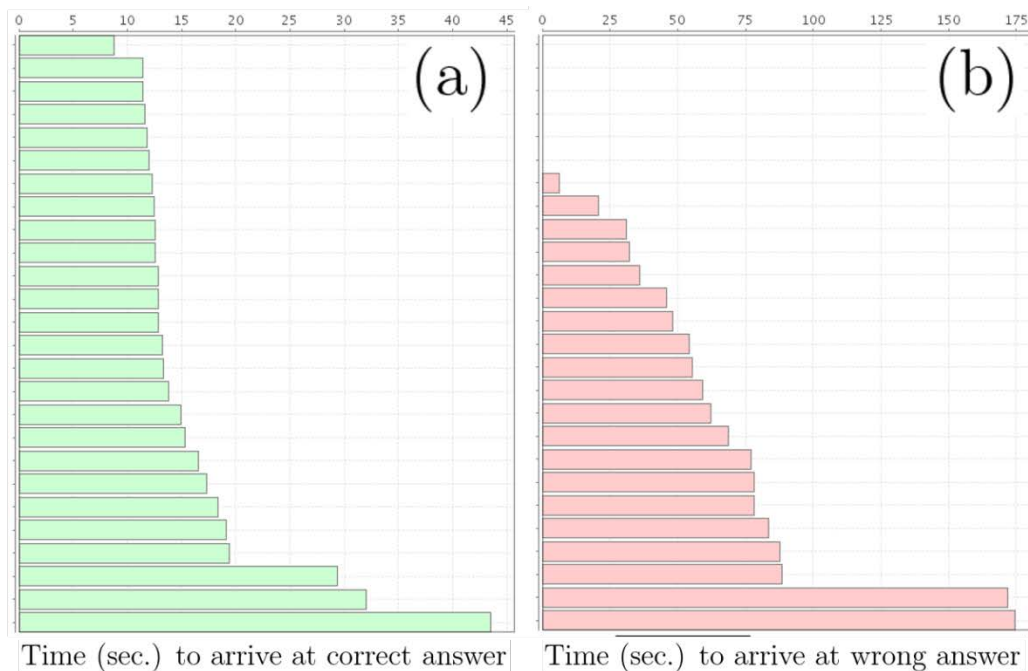 0 5 10 15 20 25 30 35 40 45
0 25 50 75 100 125 150 175
(a)
(b)
Time (sec.) to arrive at correct answer
Time (sec.) to arrive at wrong answer